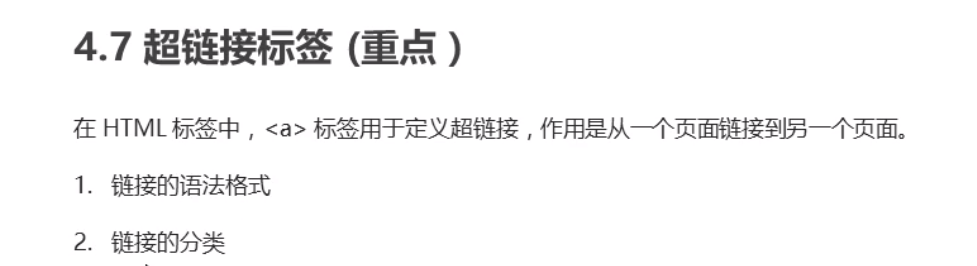 4.7 超链接标签 (重点）
在 HTML 标签中，<a> 标签用于定义超链接，作用是从一个页面链接到另一个页面。
1. 链接的语法格式
2. 链接的分类